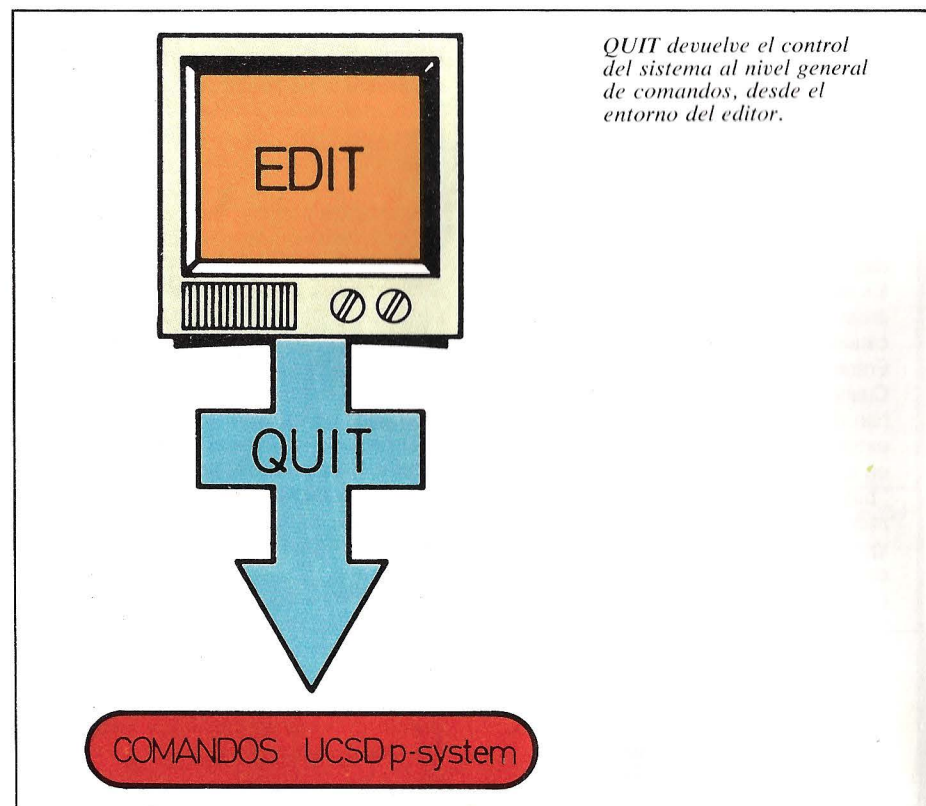 QUIT devuelve el control
del sistema al nivel general
de comandos, desde el
entorno del editor.
EDIT
QUIT
COMANDOS UCSD p-system